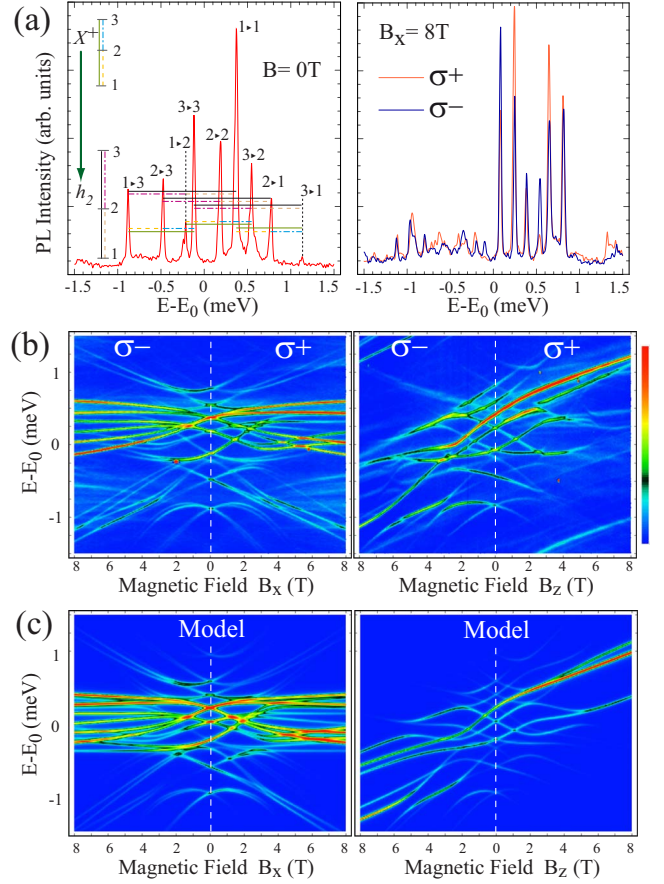 (a)
X+
3
2
1
h2
3
2
1
1▸1
B= 0T
3▸3
1▸2
2▸2
3▸2
2▸3
1▸3
2▸1
3▸1
PL Intensity (arb. units)
-1.5 -1 -0.5 0 0.5 1 1.5
E-E0 (meV)
Bx = 8T
σ+
σ−
-1.5 -1 -0.5 0 0.5 1 1.5
E-E0 (meV)
(b)
σ− σ+
σ− σ+
E-E0 (meV)
1
0
-1
8 6 4 2 0 2 4 6 8
8 6 4 2 0 2 4 6 8
Magnetic Field Bx (T)
Magnetic Field Bz (T)
(c)
Model
Model
E-E0 (meV)
1
0
-1
8 6 4 2 0 2 4 6 8
8 6 4 2 0 2 4 6 8
Magnetic Field Bx (T)
Magnetic Field Bz (T)